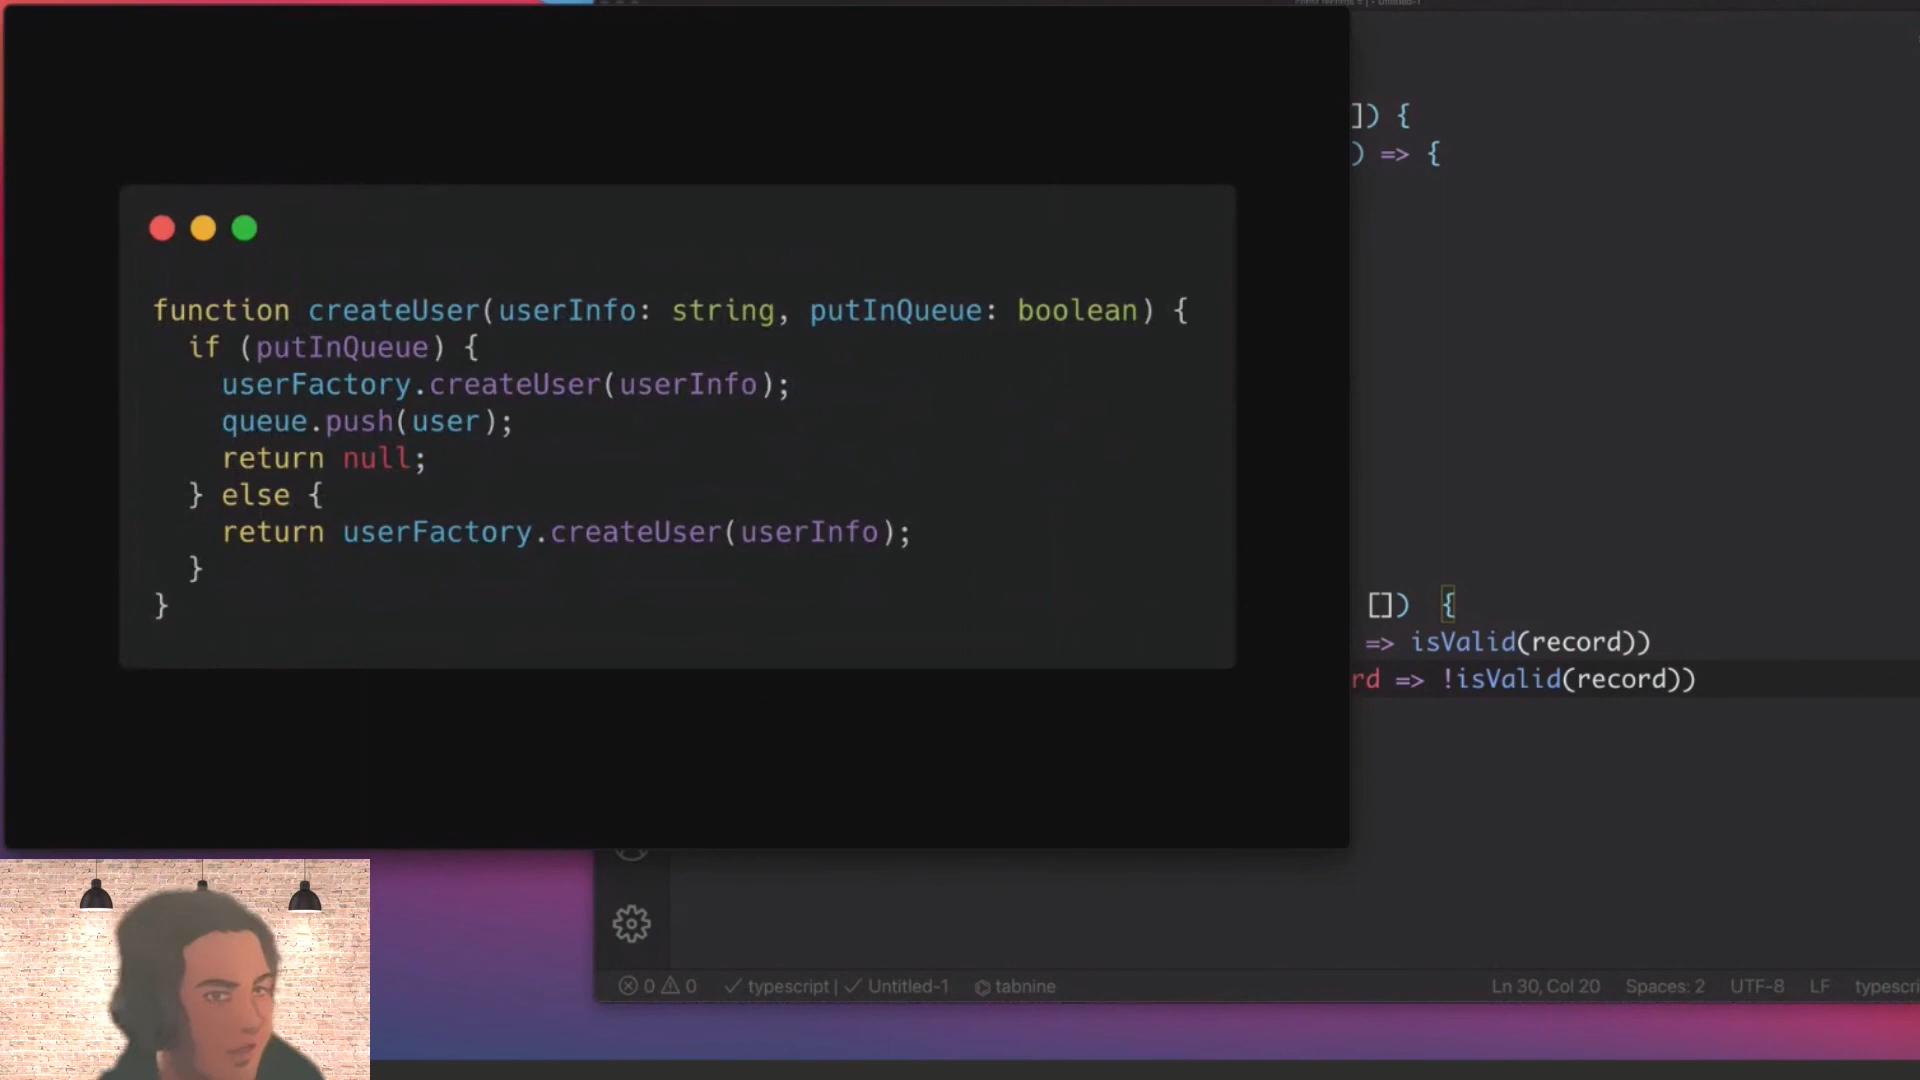 function createUser(userInfo: string, putInQueue: boolean) {
if (putInQueue) {
userFactory.createUser(userInfo);
queue.push(user);
return null;
} else {
return userFactory.createUser(userInfo);
}
}
]) {
) => {
[]) {
=> isValid(record))
rd => !isValid(record))
0 0 typescript | Untitled-1 tabnine
Ln 30, Col 20 Spaces: 2 UTF-8 LF typescri